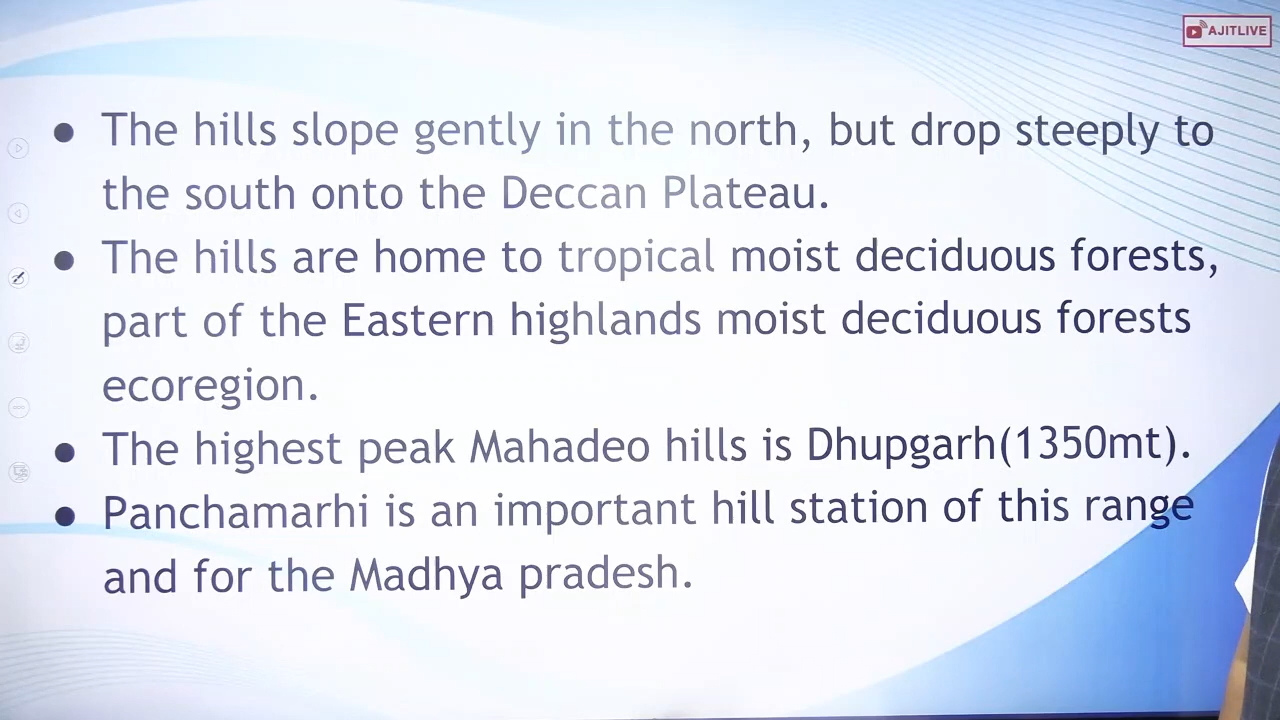 AJITLIVE
● The hills slope gently in the north, but drop steeply to
the south onto the Deccan Plateau.
● The hills are home to tropical moist deciduous forests,
part of the Eastern highlands moist deciduous forests
ecoregion.
● The highest peak Mahadeo hills is Dhupgarh(1350mt).
● Panchamarhi is an important hill station of this range
and for the Madhya pradesh.